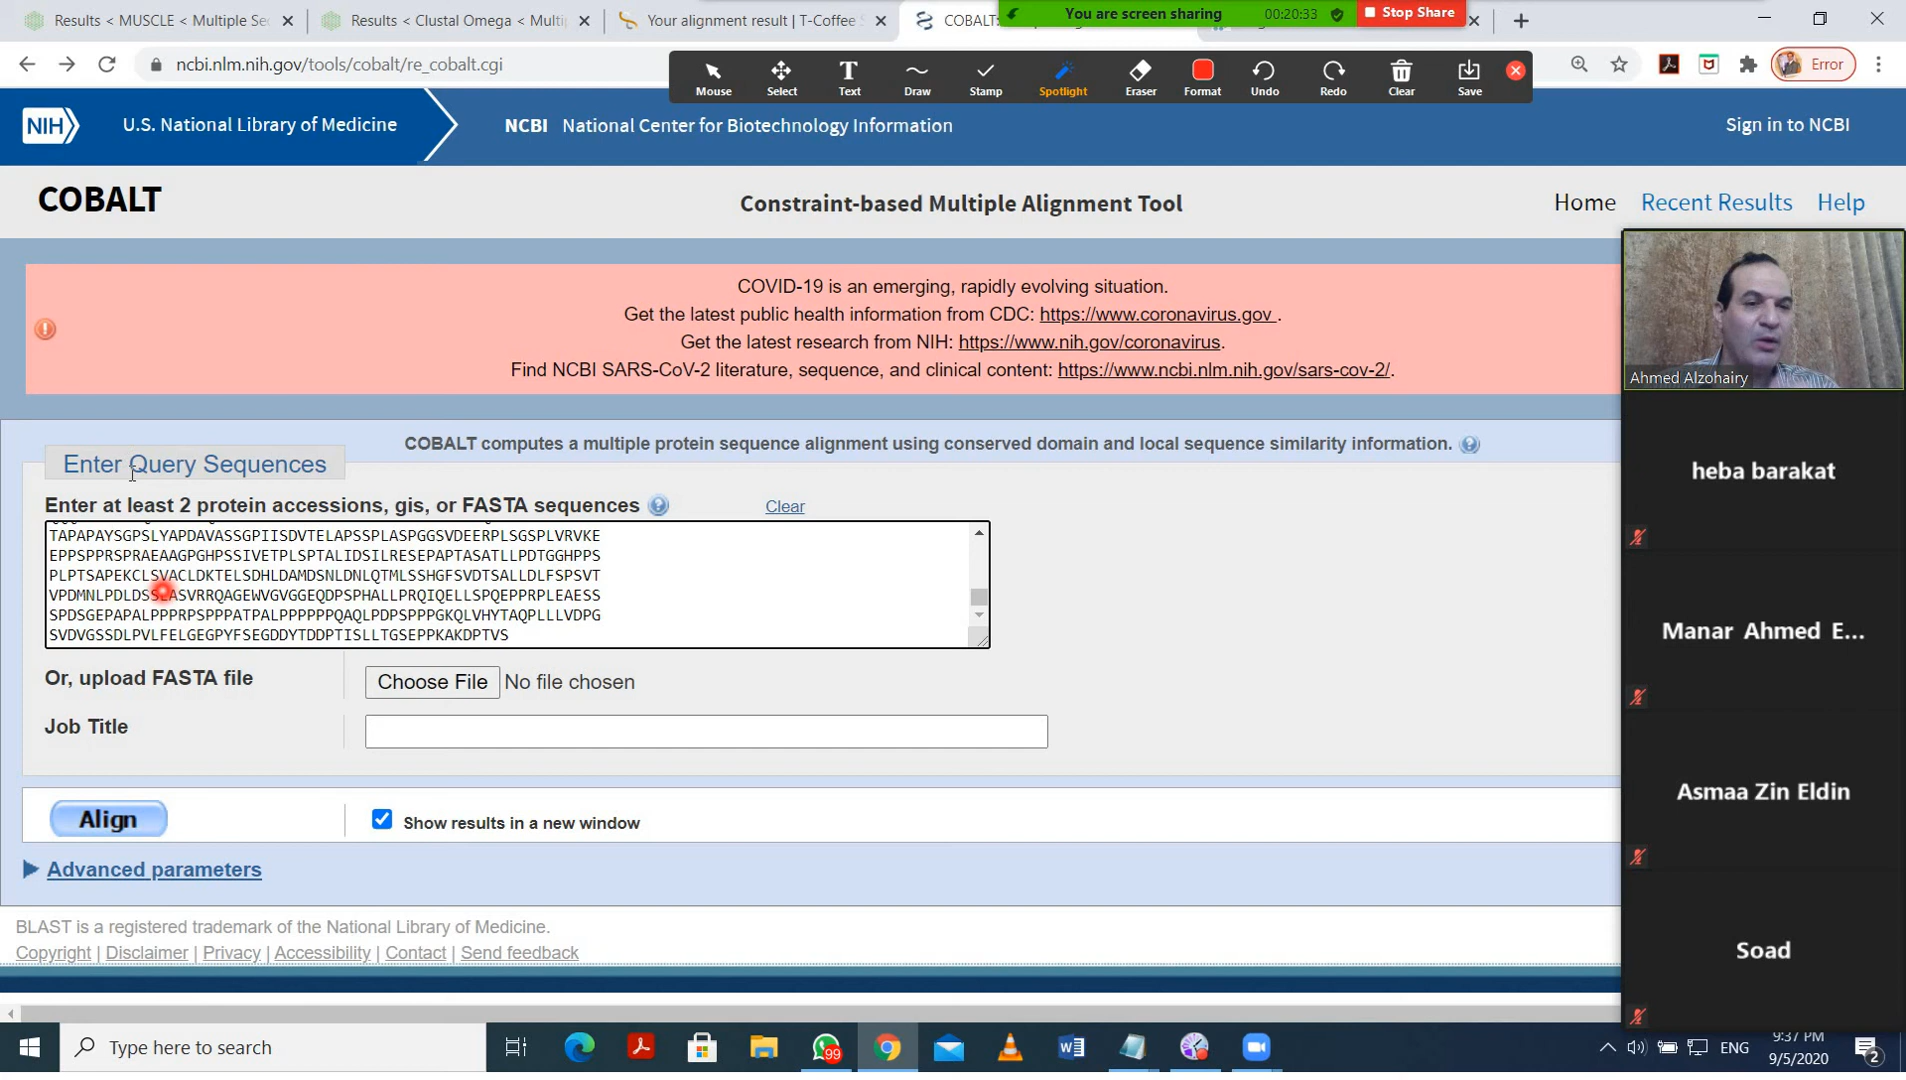 Results < MUSCLE < Multiple Se
Results < Clustal Omega < Multip
Your alignment result | T-Coffee S
COBALT:
You are screen sharing
00:20:33
Stop Share
ncbi.nlm.nih.gov/tools/cobalt/re_cobalt.cgi
Error
Mouse
Select
Text
Draw
Stamp
Spotlight
Eraser
Format
Undo
Redo
Clear
Save
NIH
U.S. National Library of Medicine
NCBI National Center for Biotechnology Information
Sign in to NCBI
COBALT
Constraint-based Multiple Alignment Tool
Home
Recent Results
Help
COVID-19 is an emerging, rapidly evolving situation.
Get the latest public health information from CDC: https://www.coronavirus.gov .
Get the latest research from NIH: https://www.nih.gov/coronavirus.
Find NCBI SARS-CoV-2 literature, sequence, and clinical content: https://www.ncbi.nlm.nih.gov/sars-cov-2/.
Ahmed Alzohairy
COBALT computes a multiple protein sequence alignment using conserved domain and local sequence similarity information.
Enter Query Sequences
heba barakat
Enter at least 2 protein accessions, gis, or FASTA sequences
Clear
TAPAPAYSGPSLYAPDAVASSGPIISDVTELAPSSPLASPGGSVDEERPLSGSPLVRVKE
EPPSPPRSPRAEAAGPGHPSSIVETPLSPTALIDSILRESEPAPTASATLLPDTGGHPPS
PLPTSAPEKCLSVACLDKTELSDHLDAMDSNLDNLQTMLSSHGFSVDTSALLDLFSPSVT
VPDMNLPDLDSSLASVRRQAGEWVGVGGEQDPSPHALLPRQIQELLSPQEPPRPLEAESS
SPDSGEPAPALPPPRPSPPPATPALPPPPPPQAQLPDPSPPPGKQLVHYTAQPLLLVDPG
SVDVGSSDLPVLFELGEGPYFSEGDDYTDDPTISLLTGSEPPKAKDPTVS
Manar Ahmed E...
Or, upload FASTA file
Choose File
No file chosen
Job Title
Asmaa Zin Eldin
Align
Show results in a new window
Advanced parameters
BLAST is a registered trademark of the National Library of Medicine.
Copyright | Disclaimer | Privacy | Accessibility | Contact | Send feedback
Soad
Type here to search
99
ENG
9:37 PM
9/5/2020
2